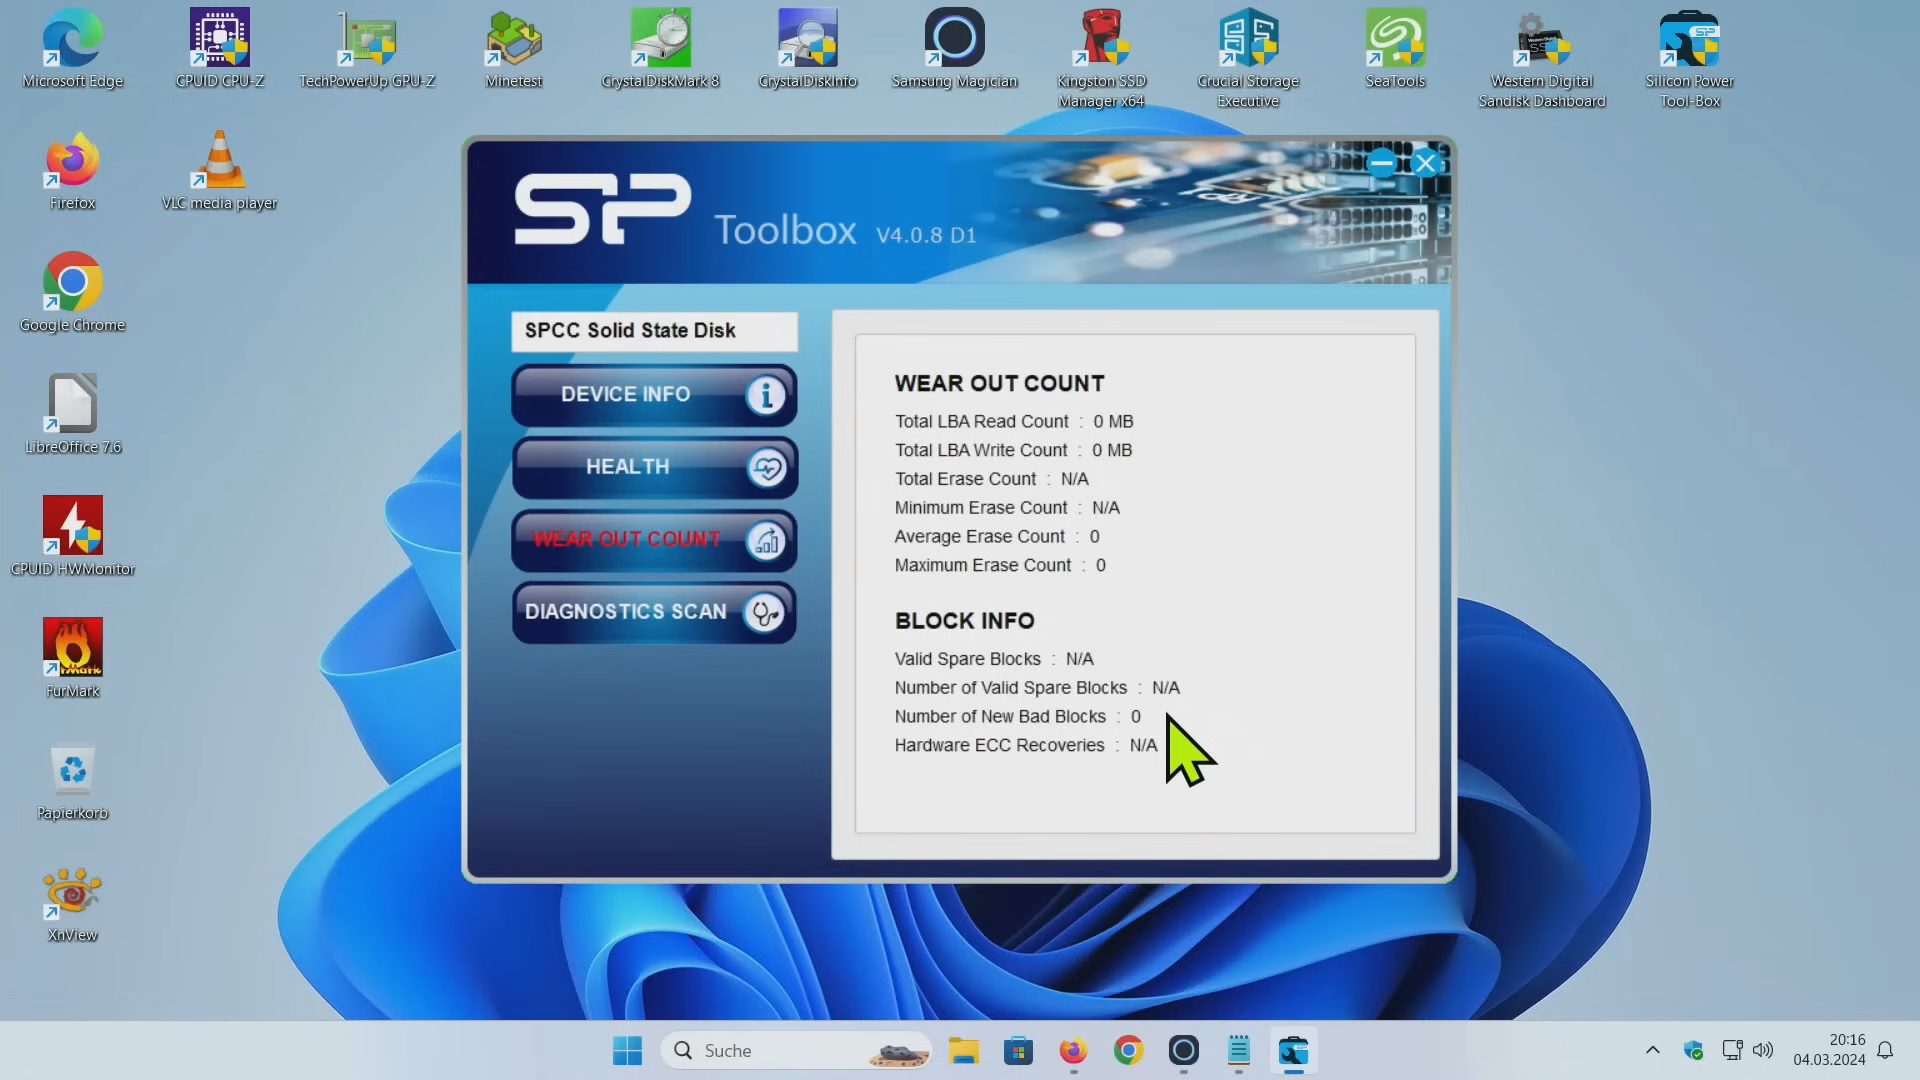 Microsoft Edge
CPUID CPU-Z
TechPowerUp GPU-Z
Minetest
CrystalDiskMark 8
CrystalDiskInfo
Samsung Magician
Kingston SSD
Manager x64
Crucial Storage
Executive
SeaTools
Western Digital
Sandisk Dashboard
Silicon Power
Tool-Box
Firefox
VLC media player
Google Chrome
LibreOffice 7.6
CPUID HWMonitor
FurMark
Papierkorb
XnView
SP Toolbox V4.0.8 D1
SPCC Solid State Disk
DEVICE INFO
HEALTH
WEAR OUT COUNT
DIAGNOSTICS SCAN
WEAR OUT COUNT
Total LBA Read Count : 0 MB
Total LBA Write Count : 0 MB
Total Erase Count : N/A
Minimum Erase Count : N/A
Average Erase Count : 0
Maximum Erase Count : 0
BLOCK INFO
Valid Spare Blocks : N/A
Number of Valid Spare Blocks : N/A
Number of New Bad Blocks : 0
Hardware ECC Recoveries : N/A
Suche
20:16
04.03.2024